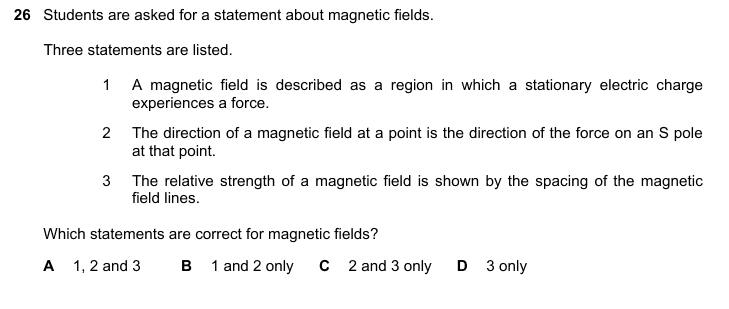 26 Students are asked for a statement about magnetic fields.
Three statements are listed.
1 A magnetic field is described as a region in which a stationary electric charge
experiences a force.
2 The direction of a magnetic field at a point is the direction of the force on an S pole
at that point.
3 The relative strength of a magnetic field is shown by the spacing of the magnetic
field lines.
Which statements are correct for magnetic fields?
A 1, 2 and 3 B 1 and 2 only C 2 and 3 only D 3 only